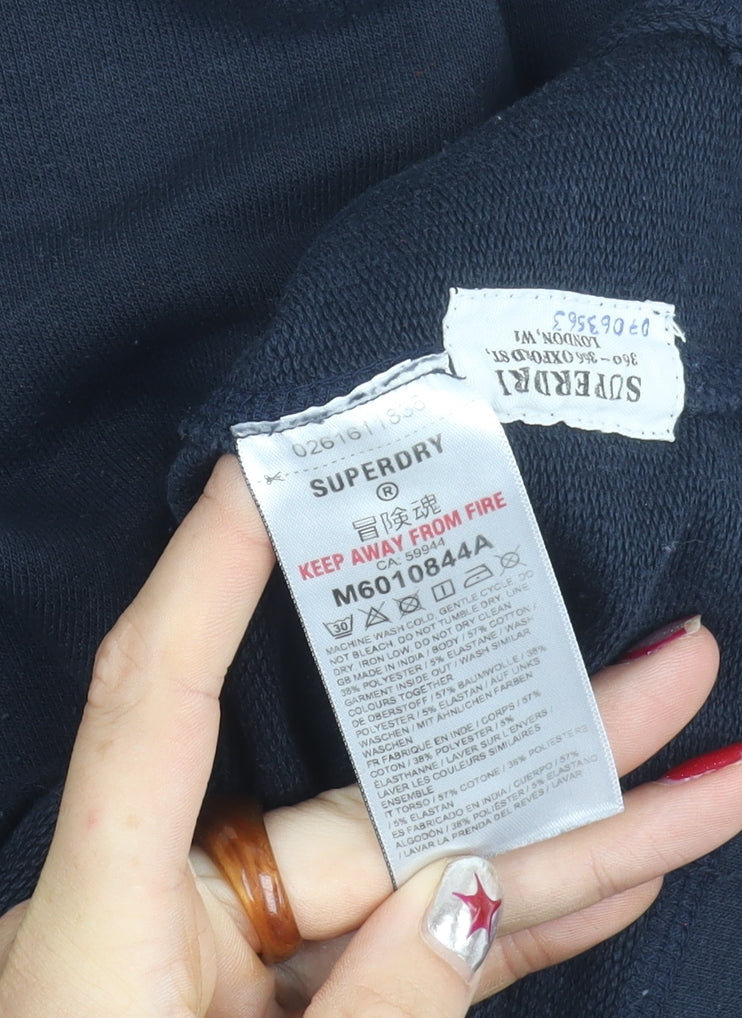 07063563
360-366 OXFORD ST,
LONDON, W1
SUPERDRY
®
冒険魂
KEEP AWAY FROM FIRE
CA: 59944
M6010844A
30
MACHINE WASH COLD, GENTLE CYCLE. DO
NOT BLEACH, DO NOT TUMBLE DRY. LINE
DRY. IRON LOW. DO NOT DRY CLEAN
GB MADE IN INDIA / BODY / 57% COTTON /
38% POLYESTER / 5% ELASTANE / WASH
GARMENT INSIDE OUT / WASH SIMILAR
COLOURS TOGETHER
DE OBERSTOFF / 57% BAUMWOLLE / 38%
POLYESTER / 5% ELASTAN / AUF LINKS
WASCHEN / MIT ÄHNLICHEN FARBEN
WASCHEN
FR FABRIQUE EN INDE / CORPS / 57%
COTON / 38% POLYESTER / 5%
ELASTHANNE / LAVER SUR L'ENVERS /
LAVER LES COULEURS SIMILAIRES
ENSEMBLE
IT TORSO / 57% COTONE / 38% POLIESTERE
/ 5% ELASTAN
ES FABRICADO EN INDIA / CUERPO / 57%
ALGODÓN / 38% POLIÉSTER / 5% ELASTANO
/ LAVAR LA PRENDA DEL REVÉS / LAVAR